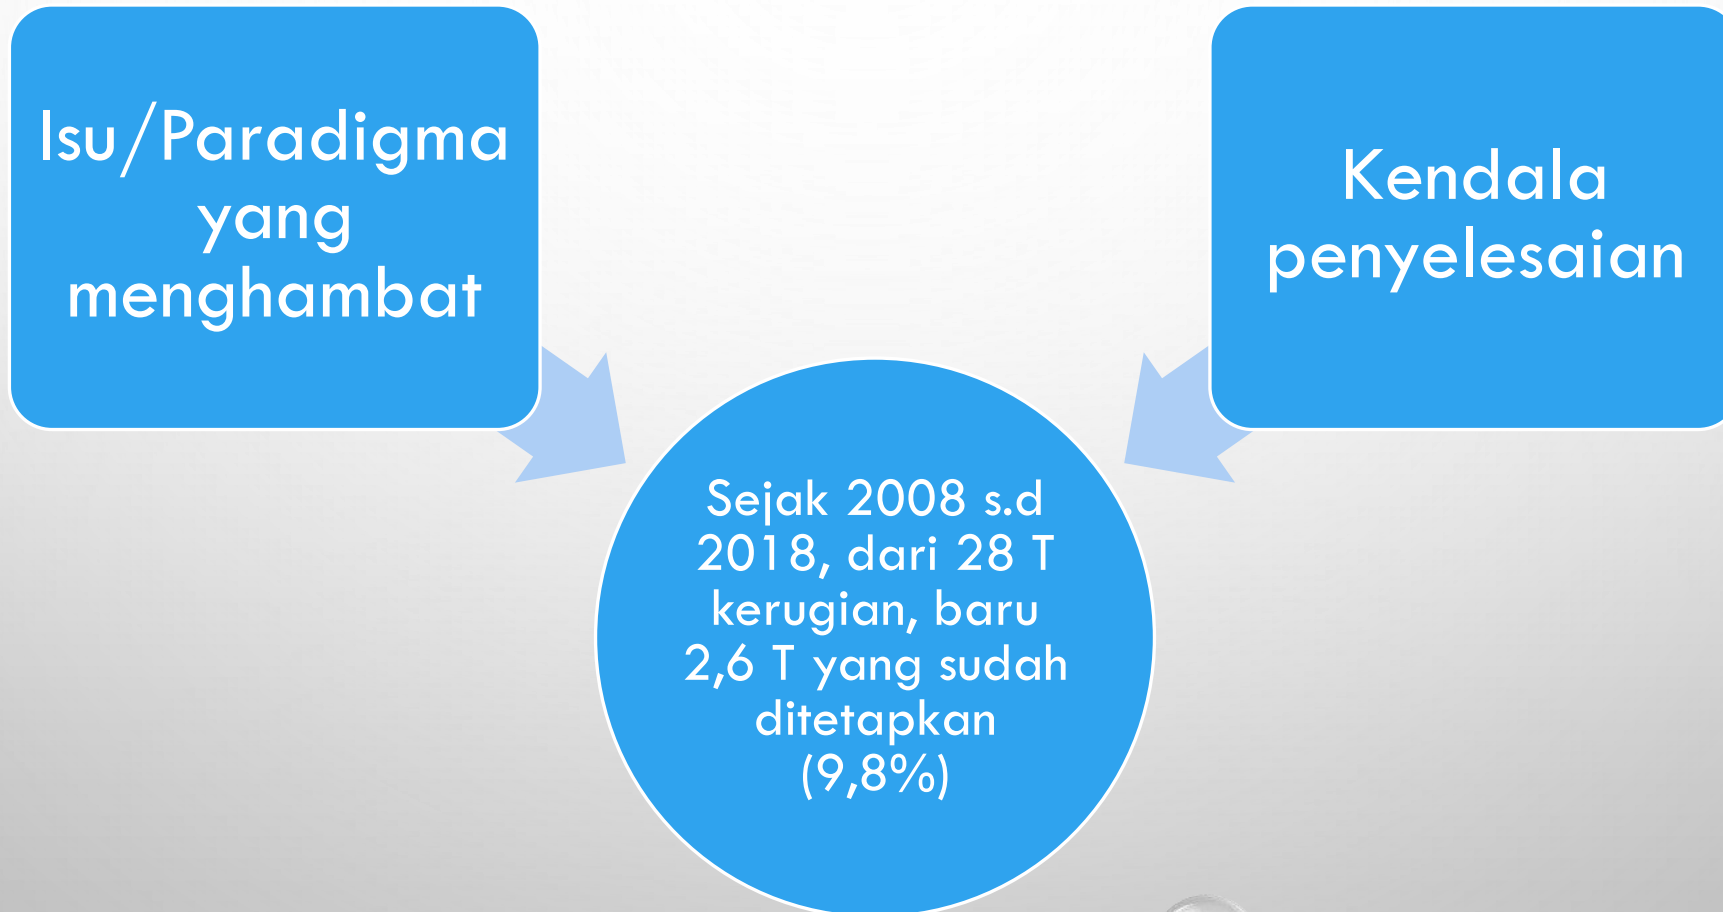 Isu/Paradigma
yang
menghambat
Kendala
penyelesaian
Sejak 2008 s.d
2018, dari 28 T
kerugian, baru
2,6 T yang sudah
ditetapkan
(9,8%)